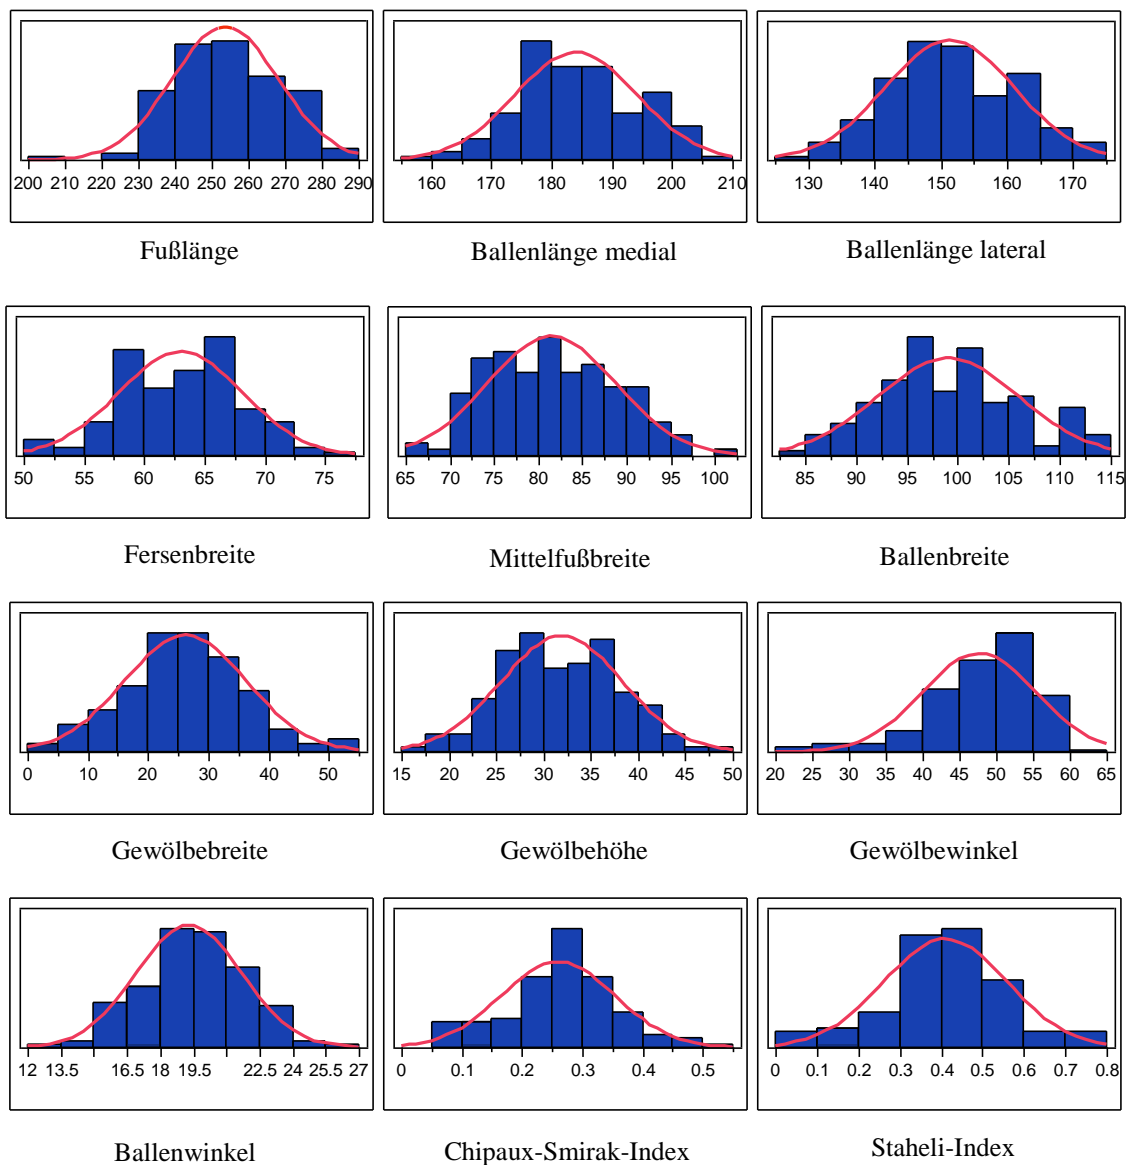 200 210 220 230 240 250 260 270 280 290
160 170 180 190 200 210
130 140 150 160 170
Fußlänge
Ballenlänge medial
Ballenlänge lateral
50 55 60 65 70 75
65 70 75 80 85 90 95 100
85 90 95 100 105 110 115
Fersenbreite
Mittelfußbreite
Ballenbreite
0 10 20 30 40 50
15 20 25 30 35 40 45 50
20 25 30 35 40 45 50 55 60 65
Gewölbebreite
Gewölbehöhe
Gewölbewinkel
12 13.5 16.5 18 19.5 22.5 24 25.5 27
0 0.1 0.2 0.3 0.4 0.5
0 0.1 0.2 0.3 0.4 0.5 0.6 0.7 0.8
Ballenwinkel
Chipaux-Smirak-Index
Staheli-Index